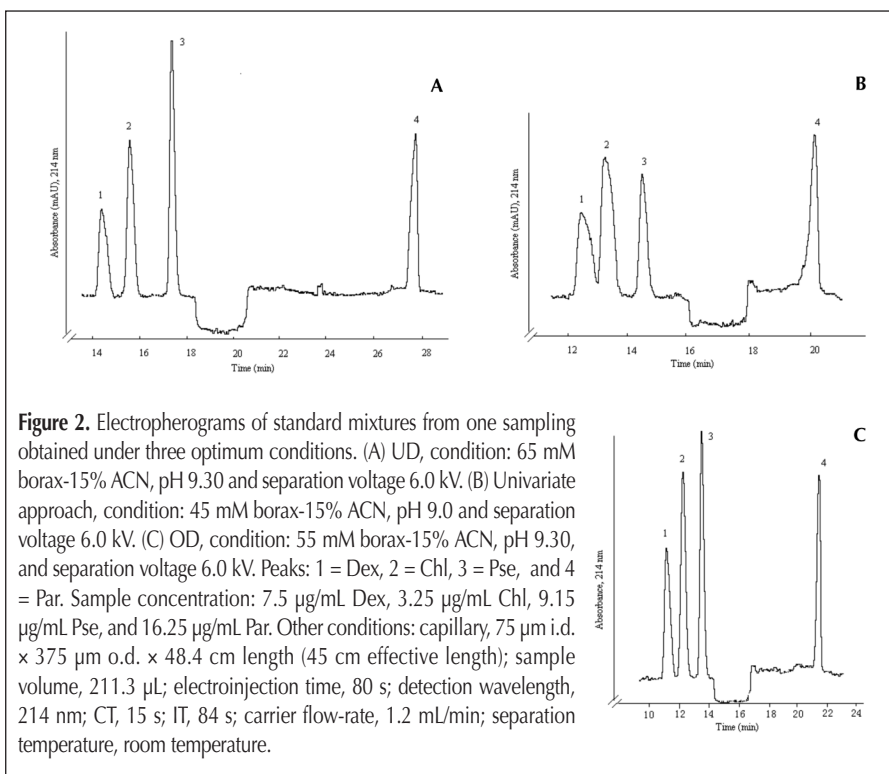 A
B
3
2
1
4
Absorbance (mAU), 214 nm
14 16 18 20 22 24 26 28
Time (min)
2
1
3
4
Absorbance (mAU), 214 nm
12 14 16 18 20
Time (min)
Figure 2. Electropherograms of standard mixtures from one sampling
obtained under three optimum conditions. (A) UD, condition: 65 mM
borax-15% ACN, pH 9.30 and separation voltage 6.0 kV. (B) Univariate
approach, condition: 45 mM borax-15% ACN, pH 9.0 and separation
voltage 6.0 kV. (C) OD, condition: 55 mM borax-15% ACN, pH 9.30,
and separation voltage 6.0 kV. Peaks: 1 = Dex, 2 = Chl, 3 = Pse, and 4
= Par. Sample concentration: 7.5 µg/mL Dex, 3.25 µg/mL Chl, 9.15
µg/mL Pse, and 16.25 µg/mL Par. Other conditions: capillary, 75 µm i.d.
× 375 µm o.d. × 48.4 cm length (45 cm effective length); sample
volume, 211.3 µL; electroinjection time, 80 s; detection wavelength,
214 nm; CT, 15 s; IT, 84 s; carrier flow-rate, 1.2 mL/min; separation
temperature, room temperature.
C
3
2
1
4
Absorbance, 214 nm
10 12 14 16 18 20 22 24
Time (min)